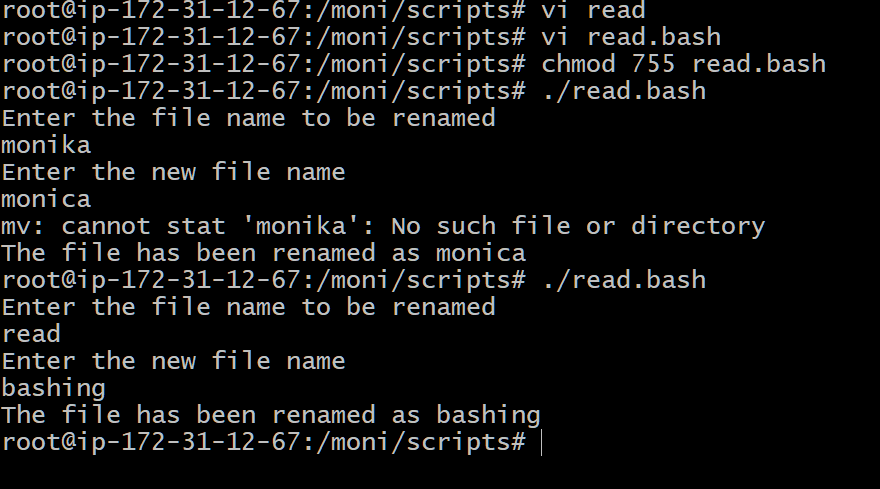 root@ip-172-31-12-67:/moni/scripts# vi read
root@ip-172-31-12-67:/moni/scripts# vi read.bash
root@ip-172-31-12-67:/moni/scripts# chmod 755 read.bash
root@ip-172-31-12-67:/moni/scripts# ./read.bash
Enter the file name to be renamed
monika
Enter the new file name
monica
mv: cannot stat 'monika': No such file or directory
The file has been renamed as monica
root@ip-172-31-12-67:/moni/scripts# ./read.bash
Enter the file name to be renamed
read
Enter the new file name
bashing
The file has been renamed as bashing
root@ip-172-31-12-67:/moni/scripts#